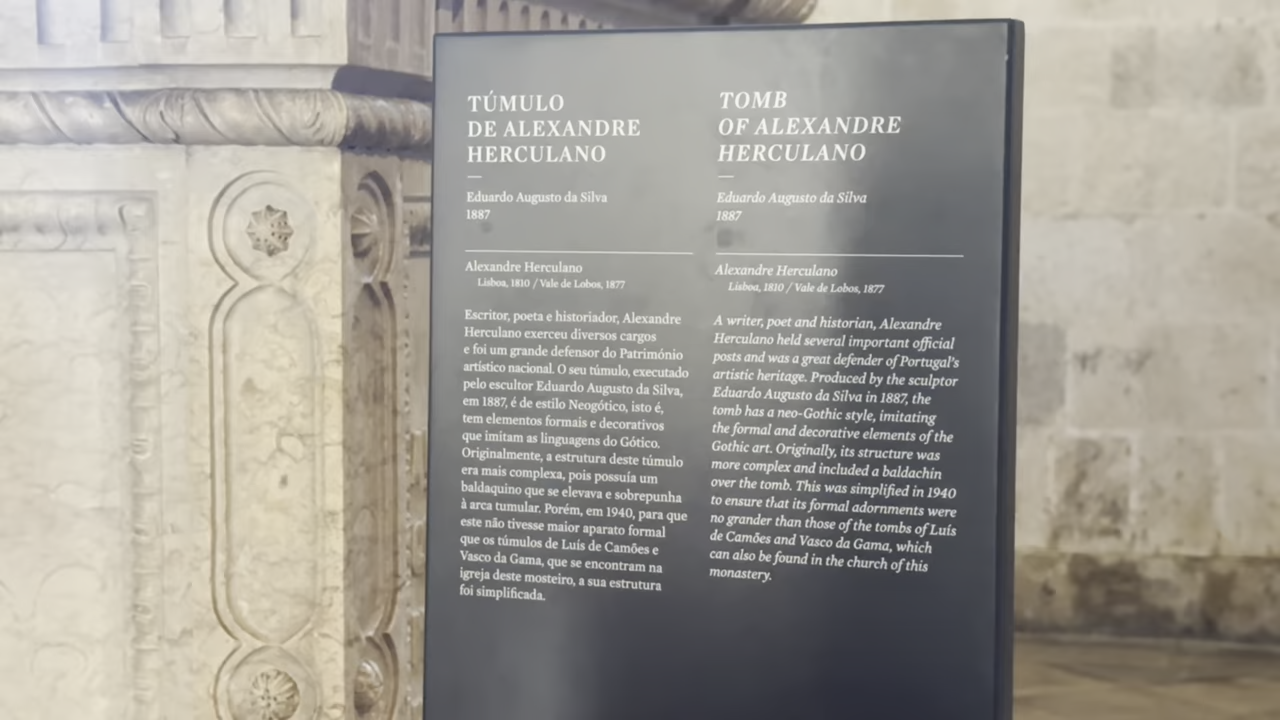 TÚMULO
DE ALEXANDRE
HERCULANO
—
Eduardo Augusto da Silva
1887
Alexandre Herculano
Lisboa, 1810 / Vale de Lobos, 1877
Escritor, poeta e historiador, Alexandre
Herculano exerceu diversos cargos
e foi um grande defensor do Património
artístico nacional. O seu túmulo, executado
pelo escultor Eduardo Augusto da Silva,
em 1887, é de estilo Neogótico, isto é,
tem elementos formais e decorativos
que imitam as linguagens do Gótico.
Originalmente, a estrutura deste túmulo
era mais complexa, pois possuía um
baldaquino que se elevava e sobrepunha
à arca tumular. Porém, em 1940, para que
este não tivesse maior aparato formal
que os túmulos de Luís de Camões e
Vasco da Gama, que se encontram na
igreja deste mosteiro, a sua estrutura
foi simplificada.
TOMB
OF ALEXANDRE
HERCULANO
—
Eduardo Augusto da Silva
1887
Alexandre Herculano
Lisboa, 1810 / Vale de Lobos, 1877
A writer, poet and historian, Alexandre
Herculano held several important official
posts and was a great defender of Portugal's
artistic heritage. Produced by the sculptor
Eduardo Augusto da Silva in 1887, the
tomb has a neo-Gothic style, imitating
the formal and decorative elements of the
Gothic art. Originally, its structure was
more complex and included a baldachin
over the tomb. This was simplified in 1940
to ensure that its formal adornments were
no grander than those of the tombs of Luís
de Camões and Vasco da Gama, which
can also be found in the church of this
monastery.